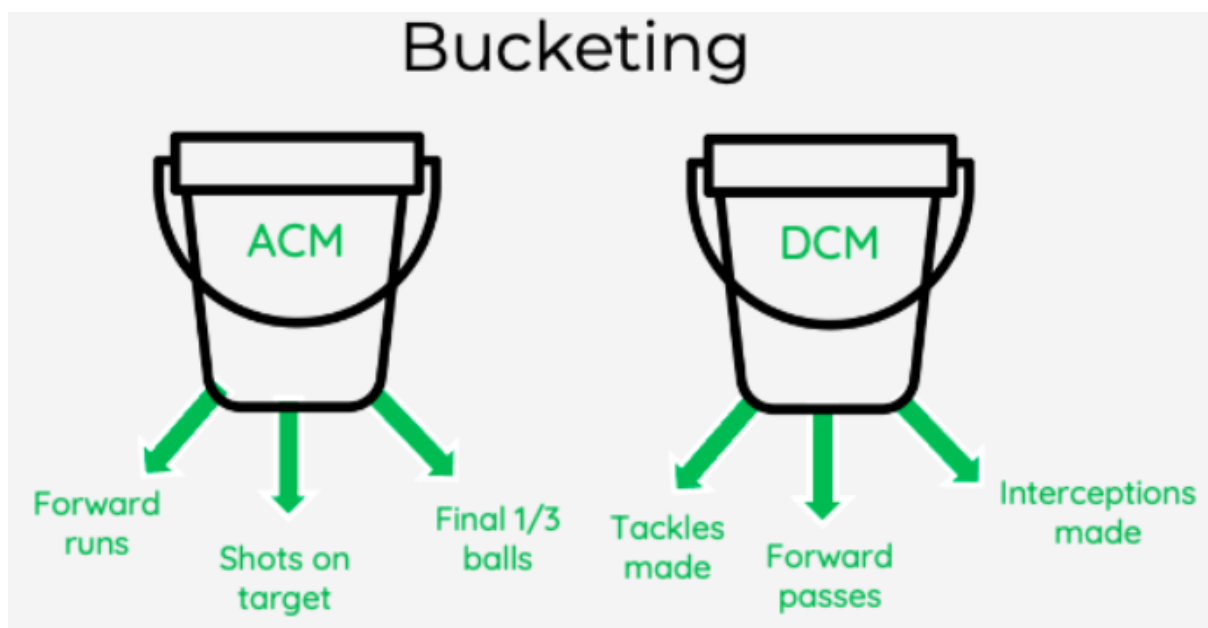 Bucketing
ACM
DCM
Forward
runs
Shots on
target
Final 1/3
balls
Tackles
made
Forward
passes
Interceptions
made